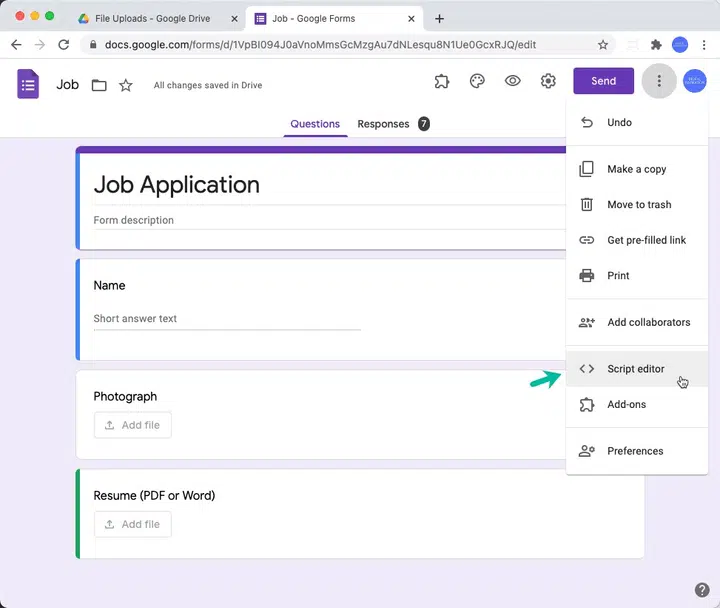 File Uploads - Google Drive
Job - Google Forms
docs.google.com/forms/d/1VpBI094J0aVnoMmsGcMzgAu7dNLesqu8N1Ue0GcxRJQ/edit
Job
All changes saved in Drive
Send
Questions
Responses 7
Undo
Make a copy
Move to trash
Get pre-filled link
Print
Add collaborators
Script editor
Add-ons
Preferences
Job Application
Form description
Name
Short answer text
Photograph
Add file
Resume (PDF or Word)
Add file